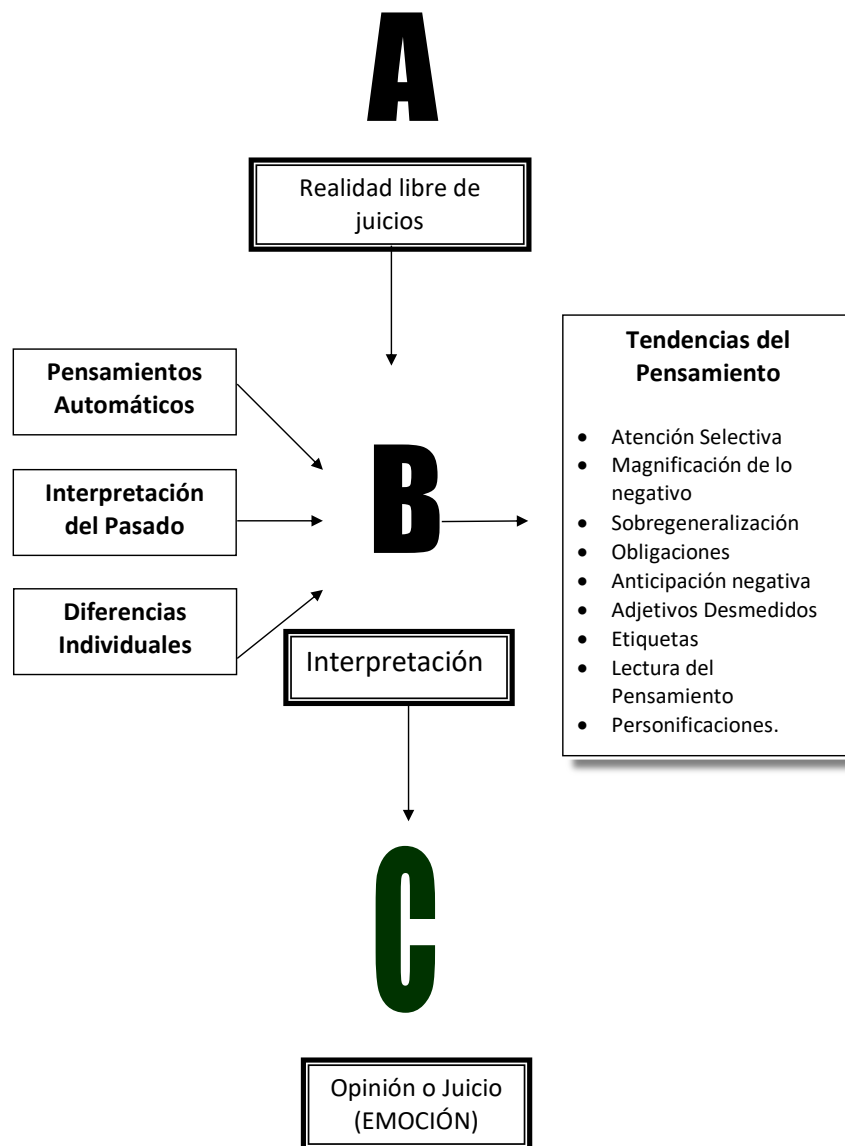 A
Realidad libre de
juicios
Pensamientos
Automáticos
Interpretación
del Pasado
Diferencias
Individuales
B
Interpretación
Tendencias del
Pensamiento
• Atención Selectiva
• Magnificación de lo
negativo
• Sobregeneralización
• Obligaciones
• Anticipación negativa
• Adjetivos Desmedidos
• Etiquetas
• Lectura del
Pensamiento
• Personificaciones.
C
Opinión o Juicio
(EMOCIÓN)